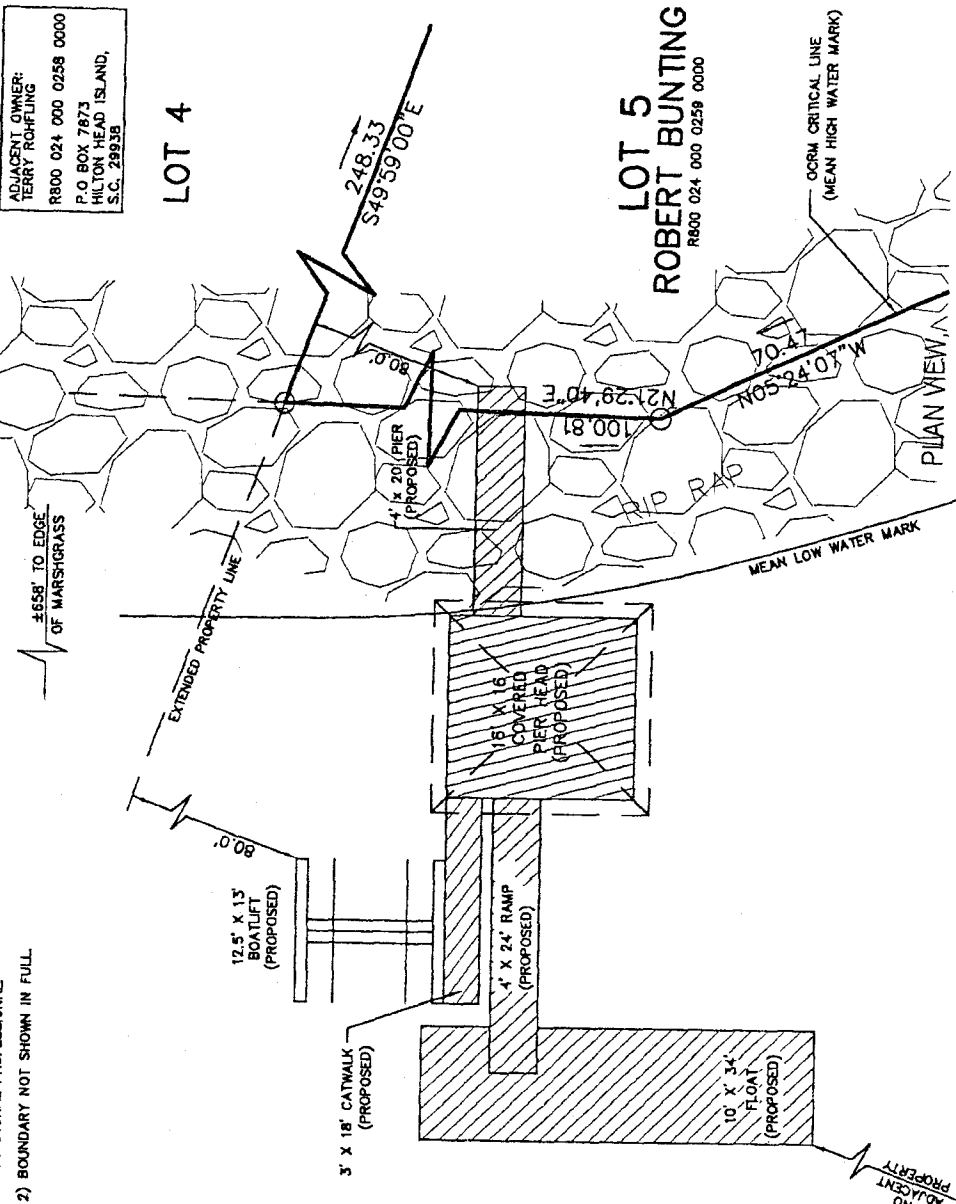 ADJACENT OWNER:
TERRY ROHFLING
R800 024 000 0258 0000
P.O BOX 7873
HILTON HEAD ISLAND,
S.C. 29938
LOT 4
248.33
S49°59'00"E
±658' TO EDGE
OF MARSHGRASS
EXTENDED PROPERTY LINE
80.0'
4' X 20' PIER
(PROPOSED)
100.81
N21°29'40"E
LOT 5
ROBERT BUNTING
R800 024 000 0259 0000
OCRM CRITICAL LINE
(MEAN HIGH WATER MARK)
70.47
N05°24'07"W
RIP RAP
PLAN VIEW
MEAN LOW WATER MARK
16' X 16'
COVERED
PIER HEAD
(PROPOSED)
80.0'
12.5' X 13'
BOATLIFT
(PROPOSED)
4' X 24' RAMP
(PROPOSED)
3' X 18' CATWALK
(PROPOSED)
10' X 34'
FLOAT
(PROPOSED)
2) BOUNDARY NOT SHOWN IN FULL.
ADJACENT
PROPERTY